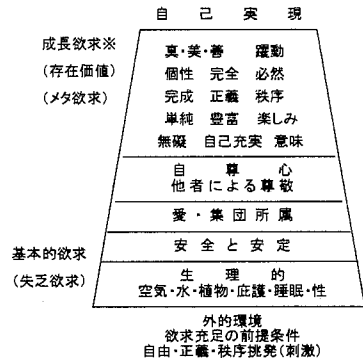 自己実現
成長欲求※
(存在価値)
(メタ欲求)
真・美・善 躍動
個性 完全 必然
完成 正義 秩序
単純 豊富 楽しみ
無礙 自己充実 意味
自尊心
他者による尊敬
愛・集団所属
基本的欲求
(失乏欲求)
安全と安定
生理的
空気・水・植物・庇護・睡眠・性
外的環境
欲求充足の前提条件
自由・正義・秩序挑発(刺激)